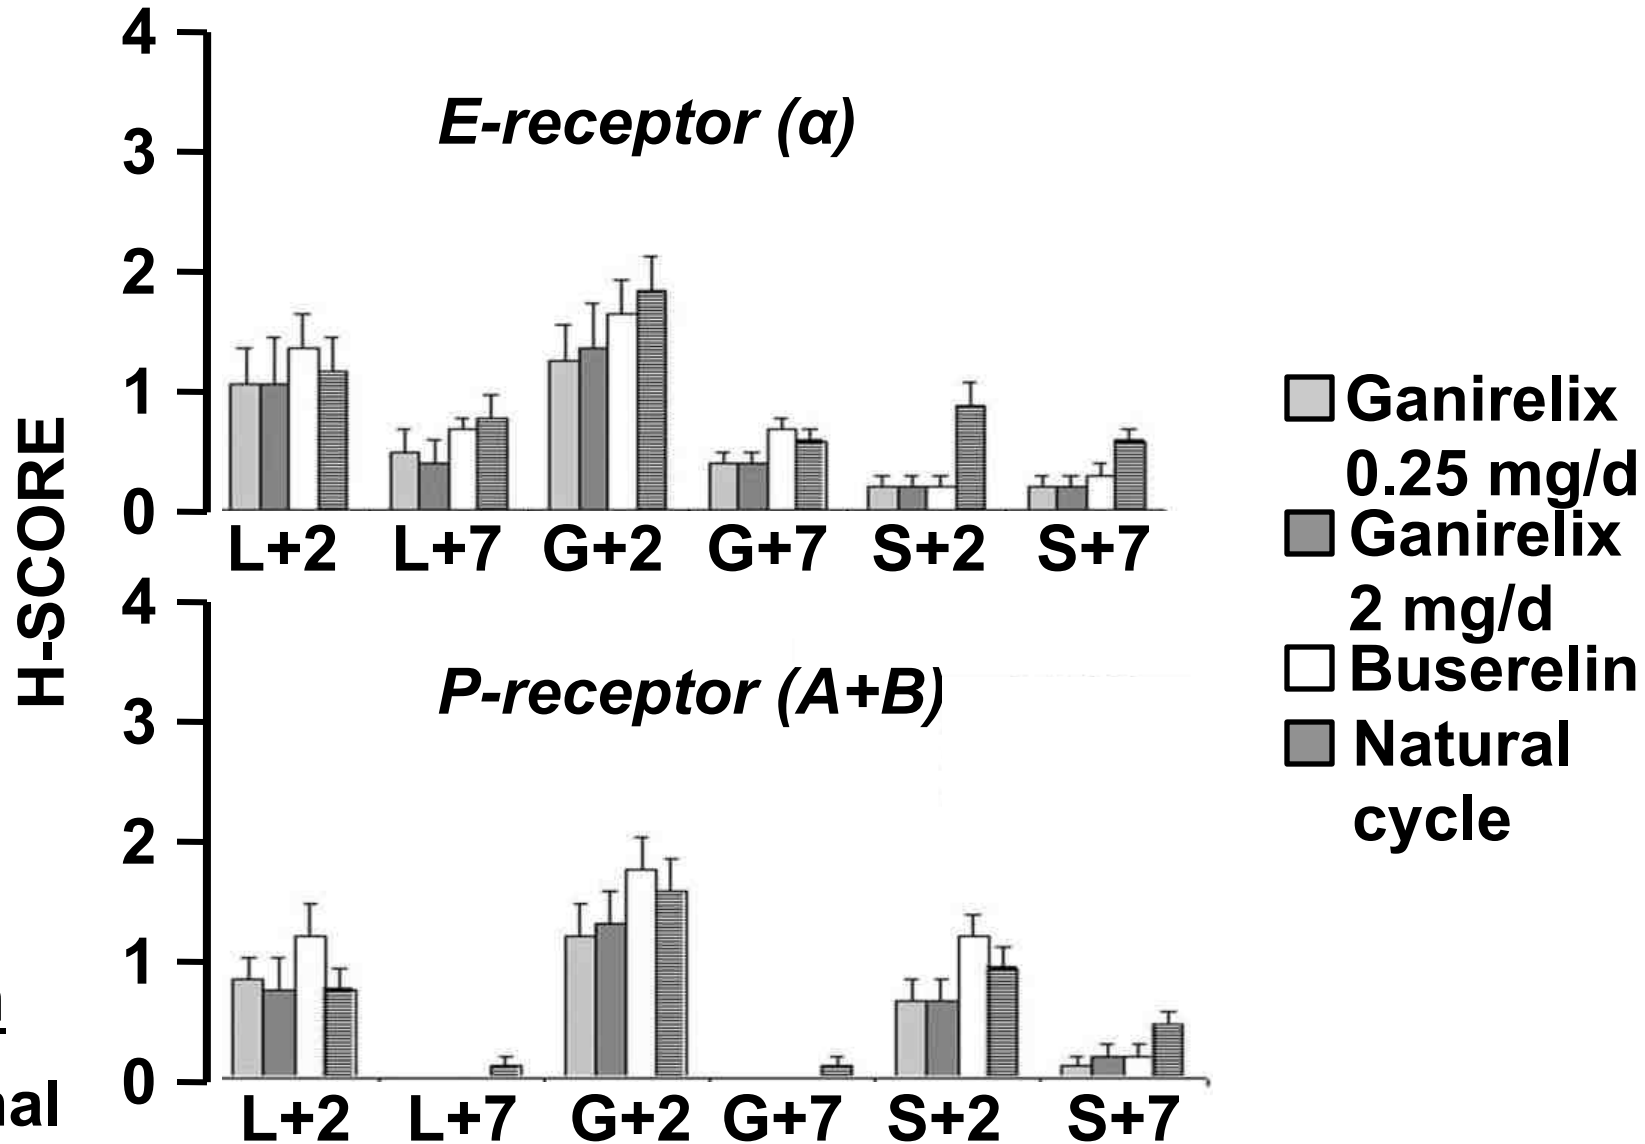 4
E-receptor (α)
3
2
1
0
L+2 L+7 G+2 G+7 S+2 S+7
H-SCORE
4
P-receptor (A+B)
3
2
1
0
L+2 L+7 G+2 G+7 S+2 S+7
Ganirelix
0.25 mg/d
Ganirelix
2 mg/d
Buserelin
Natural
cycle